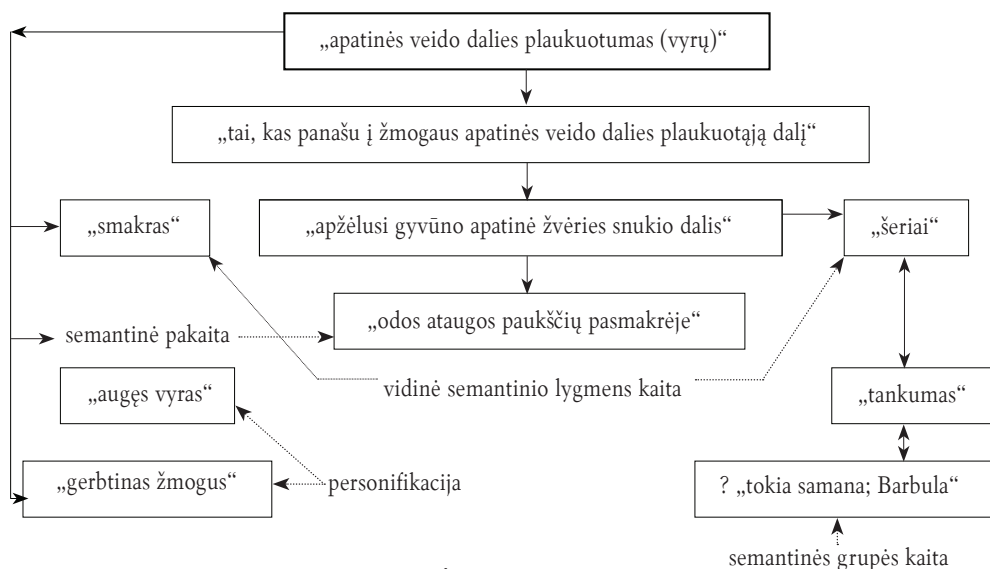 „apatinės veido dalies plaukuotumas (vyrų)“
„tai, kas panašu į žmogaus apatinės veido dalies plaukuotąją dalį“
„smakras“
„apžėlusi gyvūno apatinė žvėries snukio dalis“
„šeriai“
„odos ataugos paukščių pasmakrėje“
semantinė pakaita
vidinė semantinio lygmens kaita
„augęs vyras“
„tankumas“
„gerbtinas žmogus“
personifikacija
? „tokia samana; Barbula“
semantinės grupės kaita